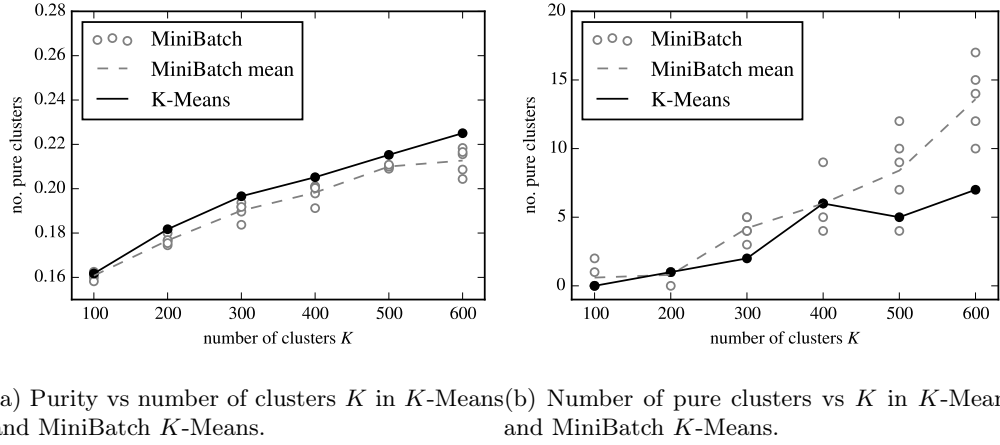 0.28
0.26
0.24
0.22
0.20
0.18
0.16
no. pure clusters
MiniBatch
MiniBatch mean
K-Means
100 200 300 400 500 600
number of clusters K
20
15
10
5
0
no. pure clusters
MiniBatch
MiniBatch mean
K-Means
100 200 300 400 500 600
number of clusters K
a) Purity vs number of clusters K in K-Means
and MiniBatch K-Means.
(b) Number of pure clusters vs K in K-Mean
and MiniBatch K-Means.